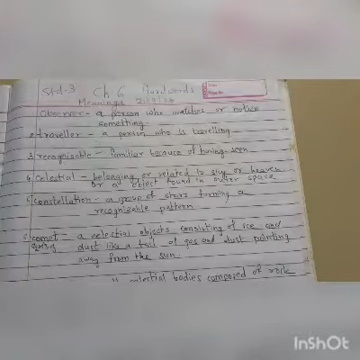 Std-3 Ch 6 Hardwords
Meanings
Observer - a person who watches or notice
something
2. traveller - a person who is travelling
3. recognisable - familiar because of having seen
4. celestial - belonging or related to sky or heaven
or a object found in outer space
5. constellation - a group of stars forming a
recognisable pattern
6. comet - a celestial objects consisting of ice and
dust like a tail of gas and dust pointing
away from the sun
celestial bodies composed of rock
InShOt